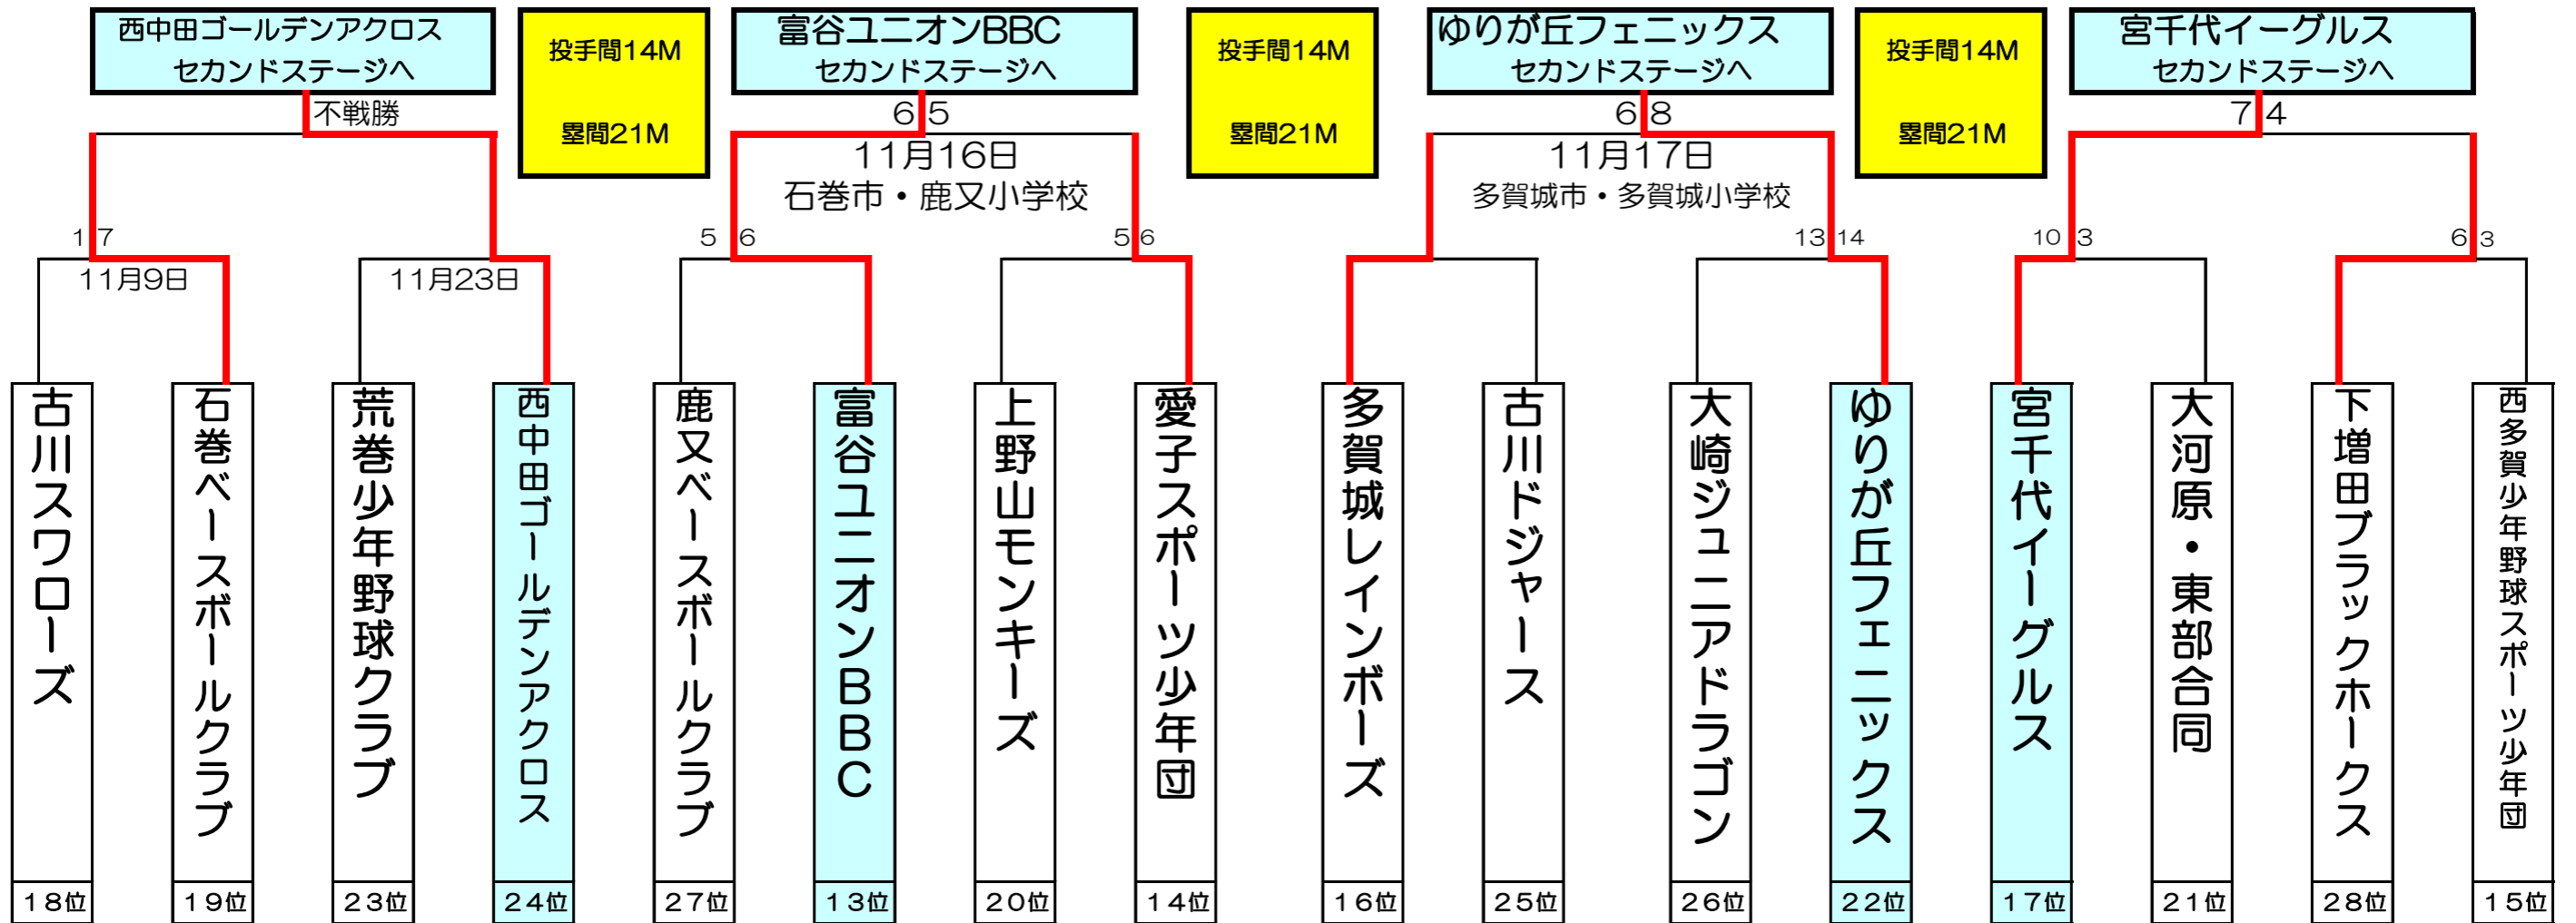 西中田ゴールデンアクロス
セカンドステージへ
投手間14M
塁間21M
富谷ユニオンBBC
セカンドステージへ
投手間14M
塁間21M
ゆりが丘フェニックス
セカンドステージへ
投手間14M
塁間21M
宮千代イーグルス
セカンドステージへ
不戦勝
6 5
6 8
7 4
11月16日
石巻市・鹿又小学校
11月17日
多賀城市・多賀城小学校
1 7
5 6
5 6
13 14
10 3
6 3
11月9日
11月23日
古川スワローズ
石巻ベースボールクラブ
荒巻少年野球クラブ
西中田ゴールデンアクロス
鹿又ベースボールクラブ
富谷ユニオンBBC
上野山モンキーズ
愛子スポーツ少年団
多賀城レインボーズ
古川ドジャース
大崎ジュニアドラゴン
ゆりが丘フェニックス
宮千代イーグルス
大河原・東部合同
下増田ブラックホークス
西多賀少年野球スポーツ少年団
18位
19位
23位
24位
27位
13位
20位
14位
16位
25位
26位
22位
17位
21位
28位
15位